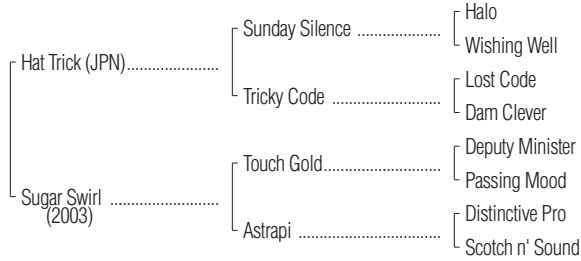 Halo
Sunday Silence ....................
Wishing Well
Hat Trick (JPN).......................
Lost Code
Tricky Code ..........................
Dam Clever
Deputy Minister
Touch Gold............................
Passing Mood
Sugar Swirl ...........................
(2003)
Distinctive Pro
Astrapi ...................................
Scotch n' Sound